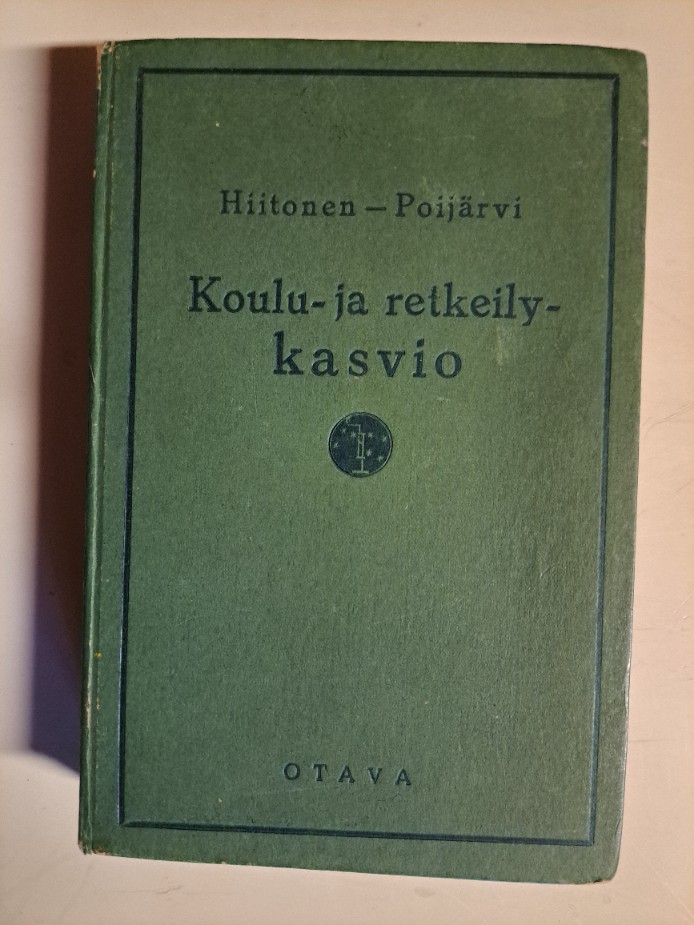 Hiitonen — Poijärvi
Koulu- ja retkeily-
kasvio
OTAVA